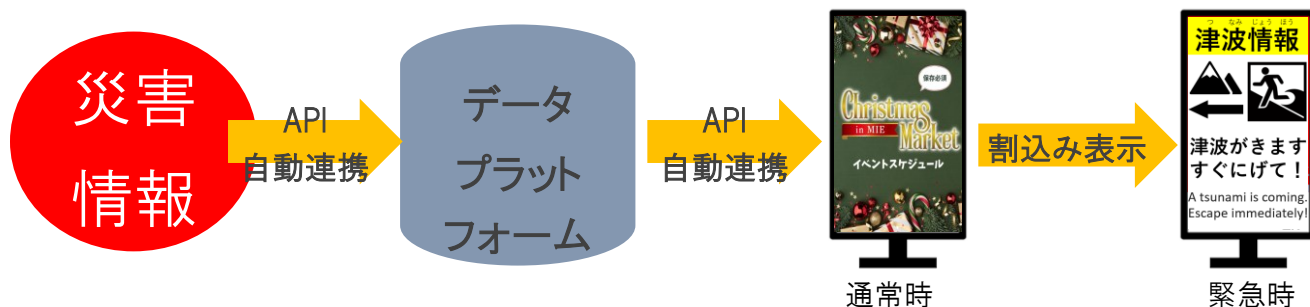 災害
情報
API
自動連携
データ
プラット
フォーム
API
自動連携
保存必須
Christmas
in MIE
Market
イベントスケジュール
通常時
割込み表示
つ なみ じょう ほう
津波情報
津波がきます
すぐにげて！
A tsunami is coming.
Escape immediately!
緊急時